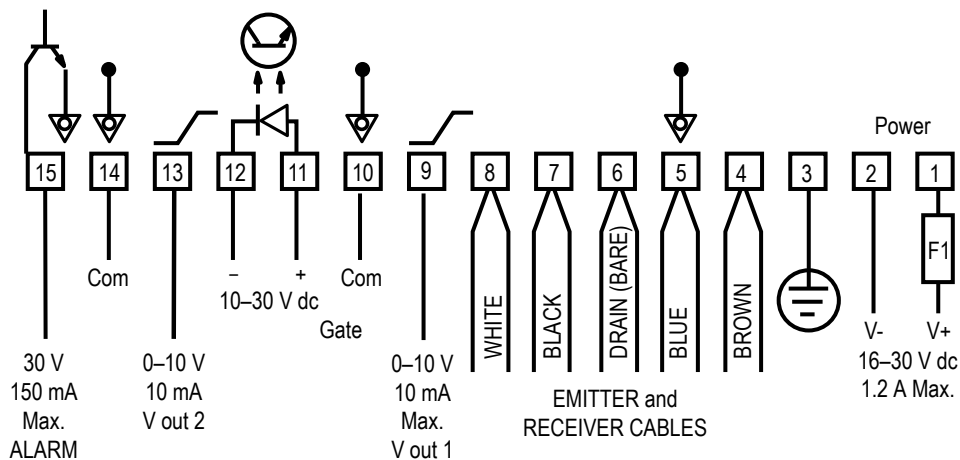 Power
15
14
13
12
11
10
9
8
7
6
5
4
3
2
1
F1
Com
–
+
10–30 V dc
Com
Gate
WHITE
BLACK
DRAIN (BARE)
BLUE
BROWN
V-
V+
16–30 V dc
1.2 A Max.
30 V
150 mA
Max.
ALARM
0–10 V
10 mA
V out 2
0–10 V
10 mA
Max.
V out 1
EMITTER and
RECEIVER CABLES